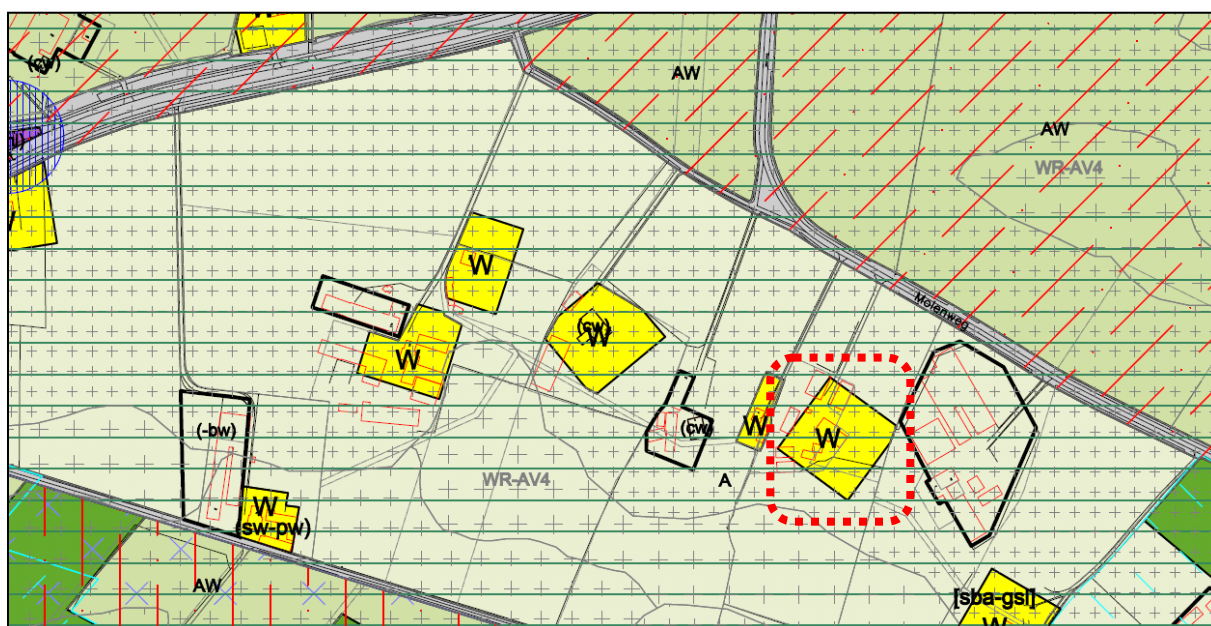 W
(cw)
AW
AW
WR-AV4
W
W
(cw)
W
Molenweg
(-bw)
(cw)
W
W
WR-AV4
A
W
(sw-pw)
AW
[sba-gsl]
W